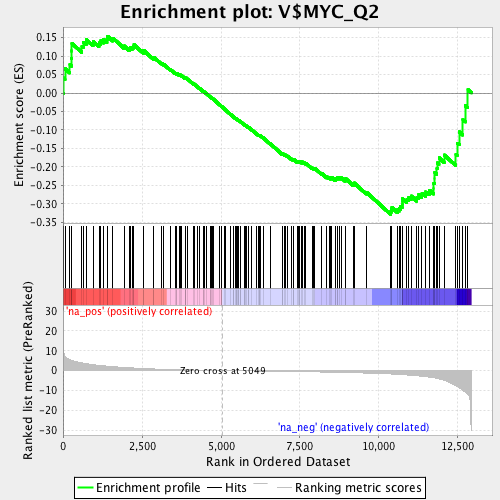 Enrichment plot: V$MYC_Q2
Enrichment score (ES)
0.15
0.10
0.05
0.00
-0.05
-0.10
-0.15
-0.20
-0.25
-0.30
-0.35
'na_pos' (positively correlated)
Ranked list metric (PreRanked)
30
20
10
0
-10
-20
-30
Zero cross at 5049
'na_neg' (negatively correlated)
0
2,500
5,000
7,500
10,000
12,500
Rank in Ordered Dataset
Enrichment profile
Hits
Ranking metric scores